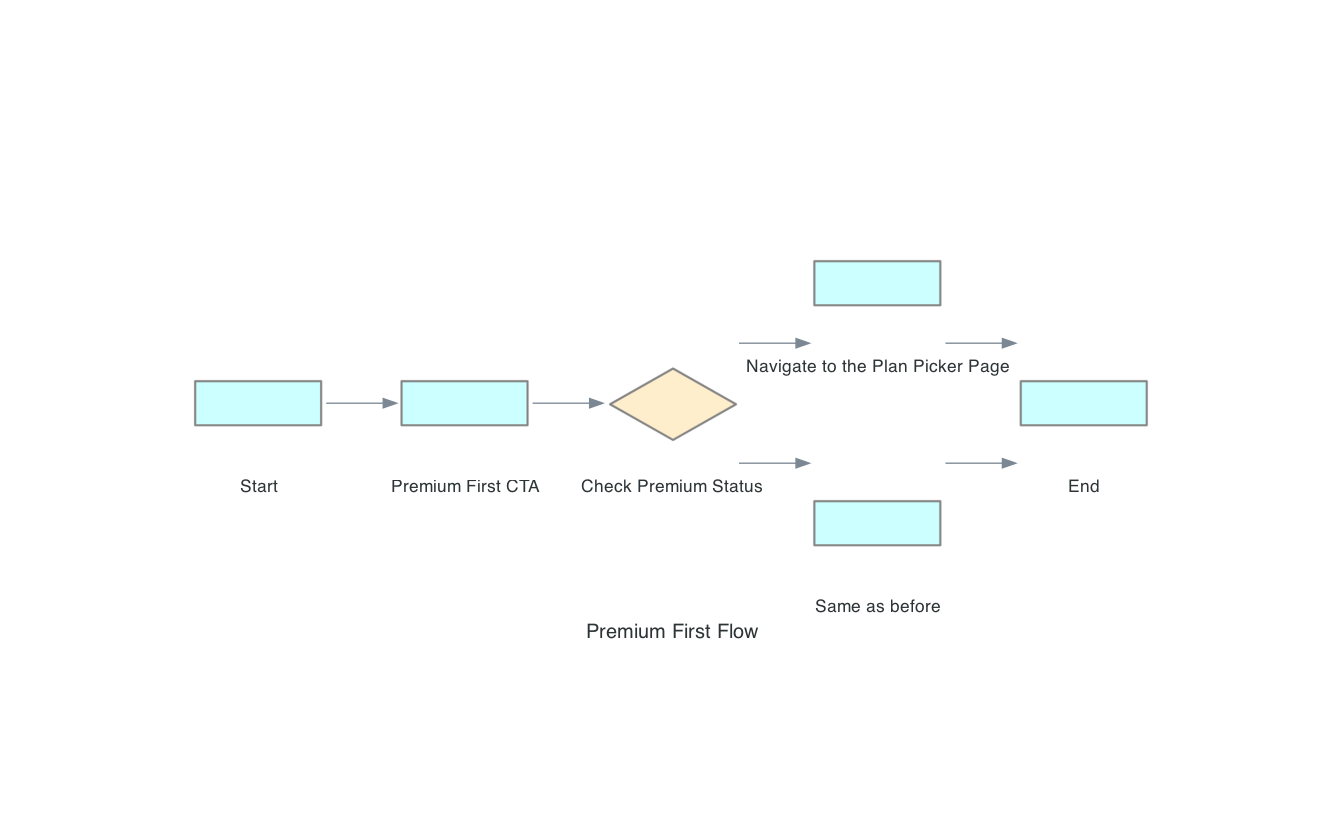 Navigate to the Plan Picker Page
Start
Premium First CTA
Check Premium Status
End
Same as before
Premium First Flow